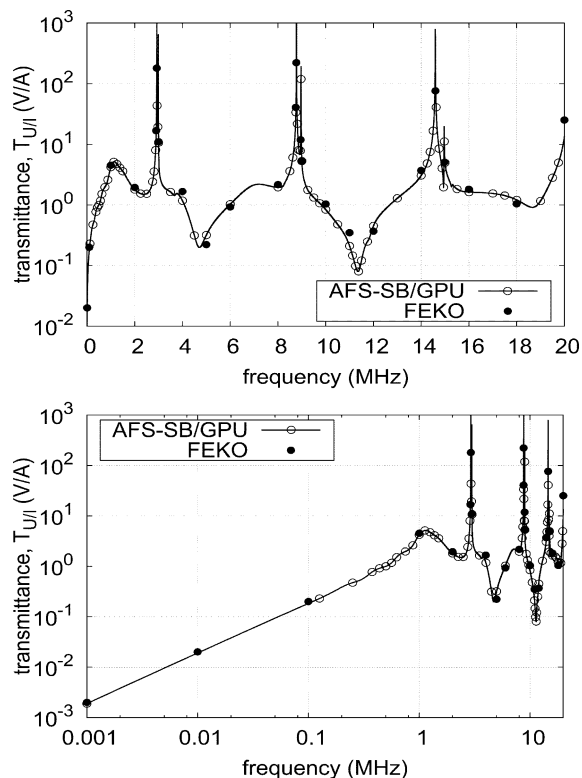 transmittance, T_U/I (V/A)
10^3
10^2
10^1
10^0
10^-1
10^-2
AFS-SB/GPU
FEKO
0 2 4 6 8 10 12 14 16 18 20
frequency (MHz)
transmittance, T_U/I (V/A)
10^3
10^2
10^1
10^0
10^-1
10^-2
10^-3
AFS-SB/GPU
FEKO
0.001 0.01 0.1 1 10
frequency (MHz)